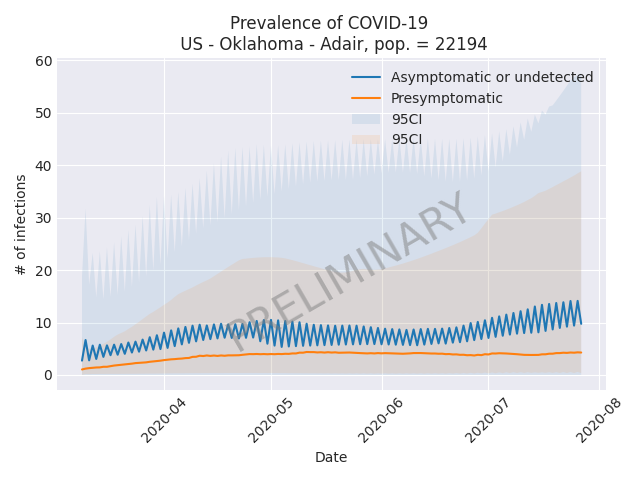 Prevalence of COVID-19
US - Oklahoma - Adair, pop. = 22194
Asymptomatic or undetected
Presymptomatic
95CI
95CI
60
50
40
30
20
10
0
# of infections
PRELIMINARY
2020-04
2020-05
2020-06
2020-07
2020-08
Date